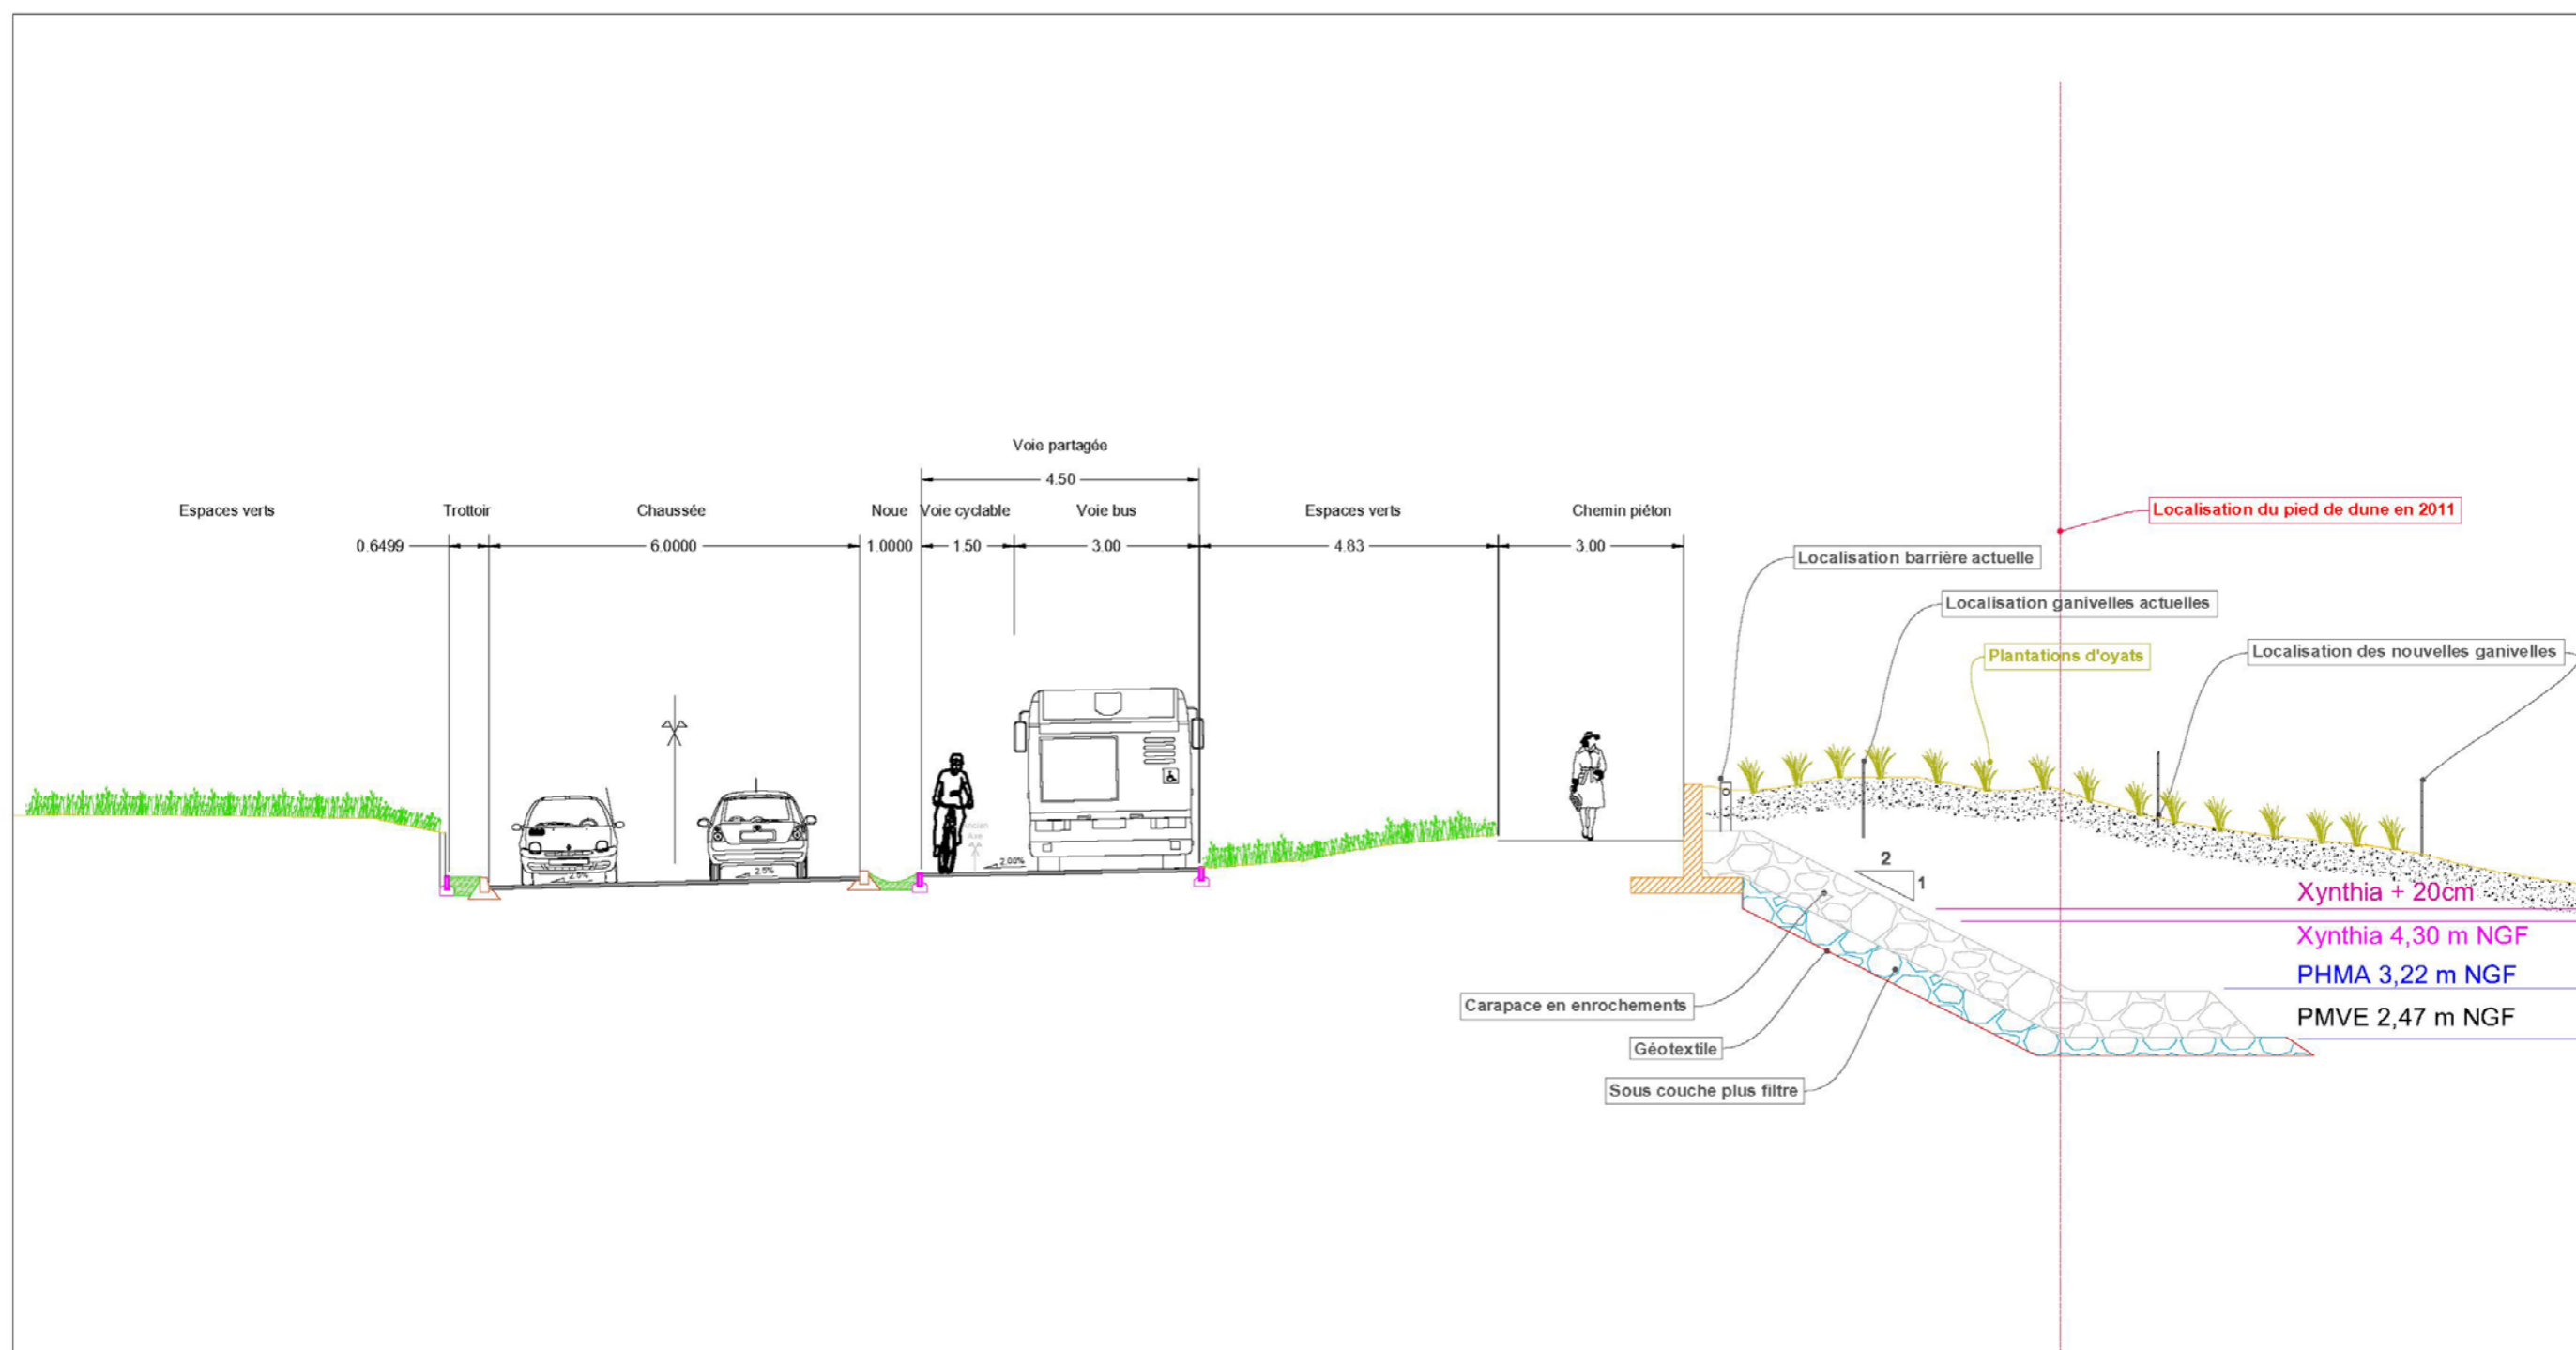 Voie partagée
4.50
Espaces verts
Trottoir
Chaussée
Noue
Voie cyclable
Voie bus
Espaces verts
Chemin piéton
0.6499
6.0000
1.0000
1.50
3.00
4.83
3.00
Localisation du pied de dune en 2011
Localisation barrière actuelle
Localisation ganivelles actuelles
Plantations d'oyats
Localisation des nouvelles ganivelles
Ancien
Axe
2.5%
2.5%
2.00%
2
1
Xynthia + 20cm
Xynthia 4,30 m NGF
PHMA 3,22 m NGF
PMVE 2,47 m NGF
Carapace en enrochements
Géotextile
Sous couche plus filtre